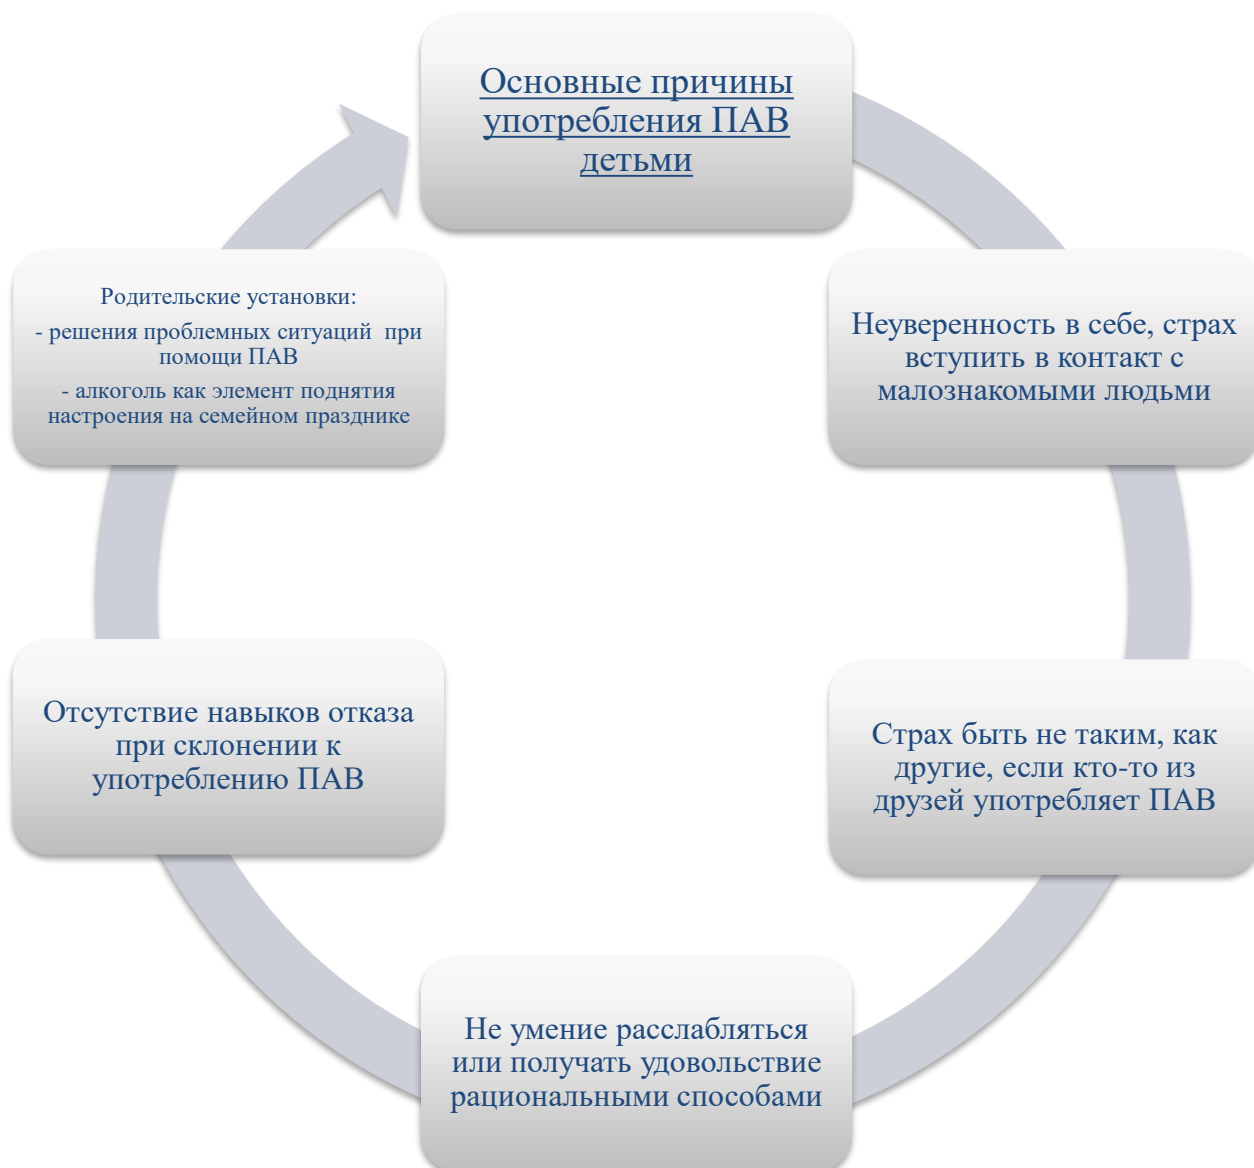 Основные причины
употребления ПАВ
детьми
Неуверенность в себе, страх
вступить в контакт с
малознакомыми людьми
Страх быть не таким, как
другие, если кто-то из
друзей употребляет ПАВ
Не умение расслабляться
или получать удовольствие
рациональными способами
Отсутствие навыков отказа
при склонении к
употреблению ПАВ
Родительские установки:
- решения проблемных ситуаций при
помощи ПАВ
- алкоголь как элемент поднятия
настроения на семейном празднике